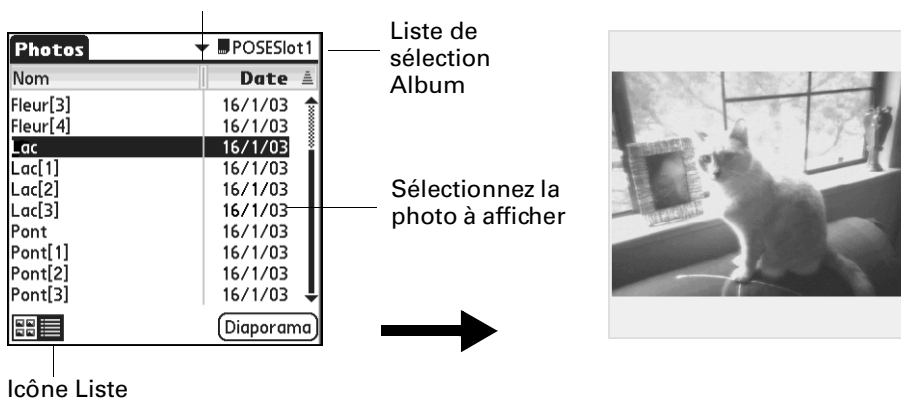 Photos POSESlot1
Nom Date
Fleur[3] 16/1/03
Fleur[4] 16/1/03
Lac 16/1/03
Lac[1] 16/1/03
Lac[2] 16/1/03
Lac[3] 16/1/03
Pont 16/1/03
Pont[1] 16/1/03
Pont[2] 16/1/03
Pont[3] 16/1/03
Diaporama
Liste de
sélection
Album
Sélectionnez la
photo à afficher
Icône Liste